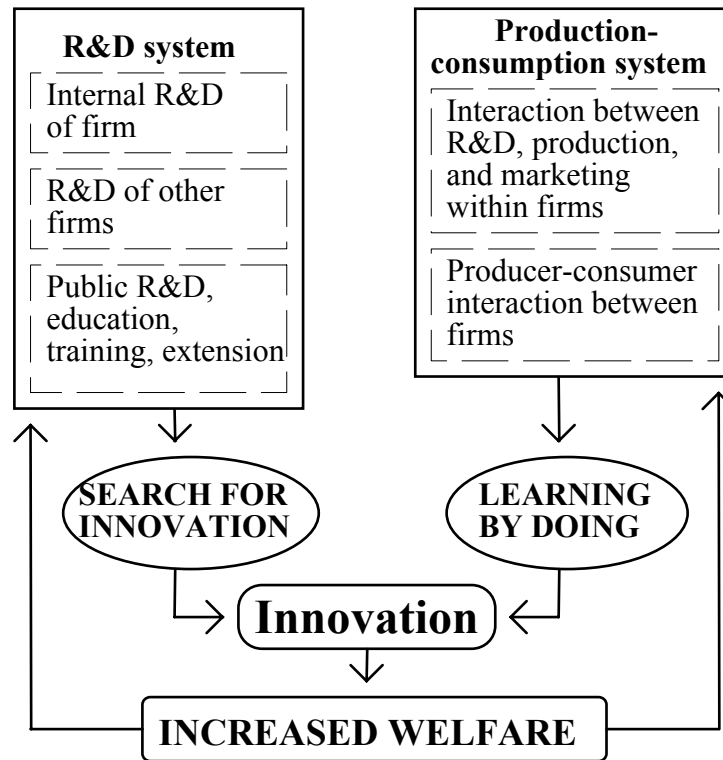 R&D system
Internal R&D
of firm
R&D of other
firms
Public R&D,
education,
training, extension
Production-
consumption system
Interaction between
R&D, production,
and marketing
within firms
Producer-consumer
interaction between
firms
SEARCH FOR
INNOVATION
LEARNING
BY DOING
Innovation
INCREASED WELFARE